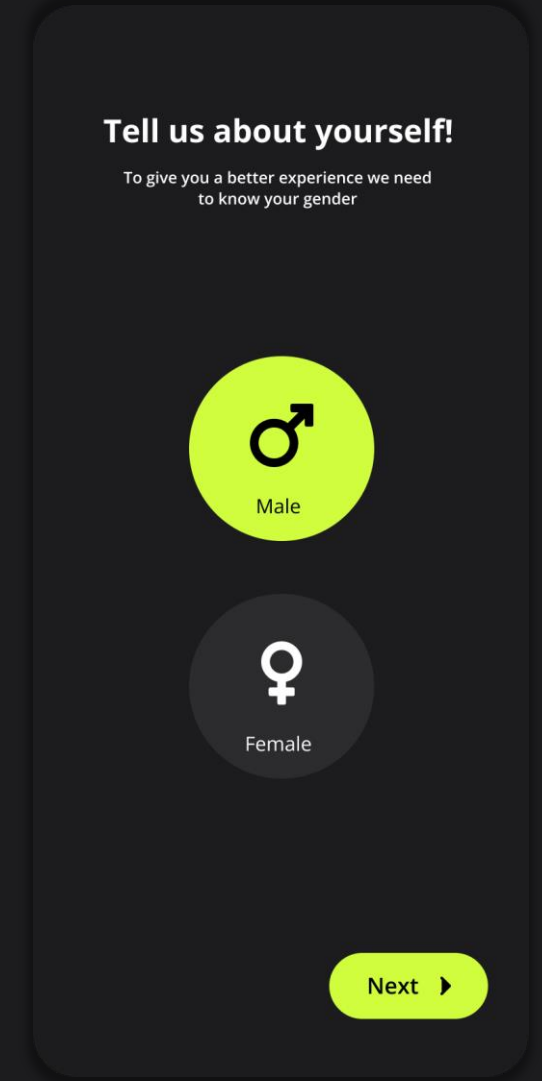 Tell us about yourself!
To give you a better experience we need
to know your gender
Male
Female
Next